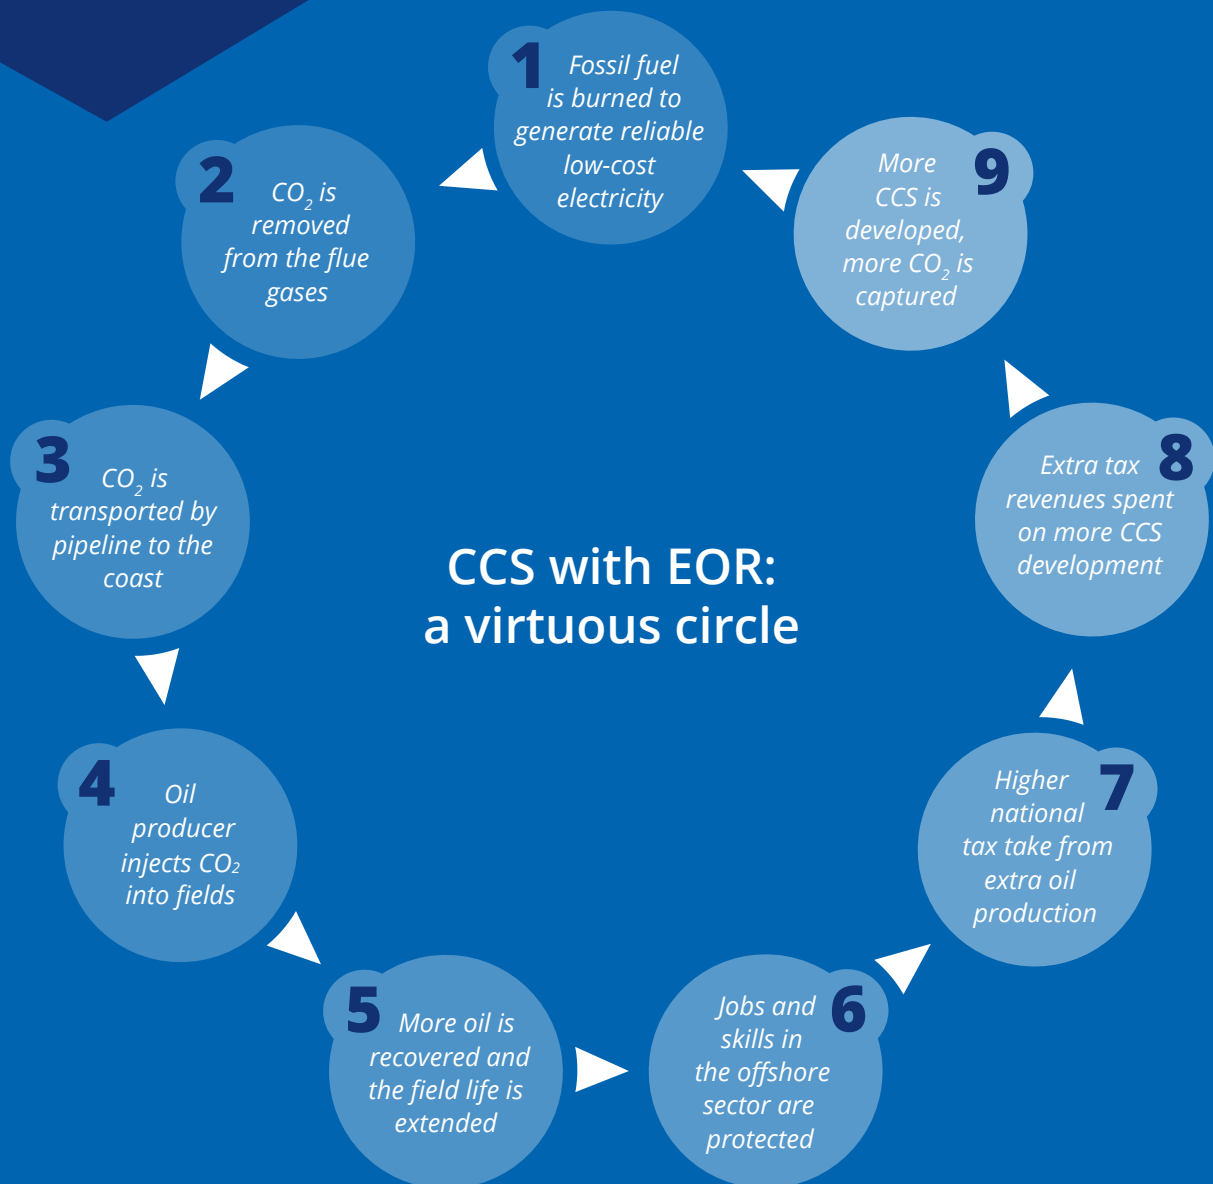 1
Fossil fuel
is burned to
generate reliable
low-cost
electricity
2
CO₂ is
removed
from the flue
gases
3
CO₂ is
transported by
pipeline to the
coast
4
Oil
producer
injects CO₂
into fields
5
More oil is
recovered and
the field life is
extended
6
Jobs and
skills in
the offshore
sector are
protected
7
Higher
national
tax take from
extra oil
production
8
Extra tax
revenues spent
on more CCS
development
9
More
CCS is
developed,
more CO₂ is
captured
CCS with EOR:
a virtuous circle